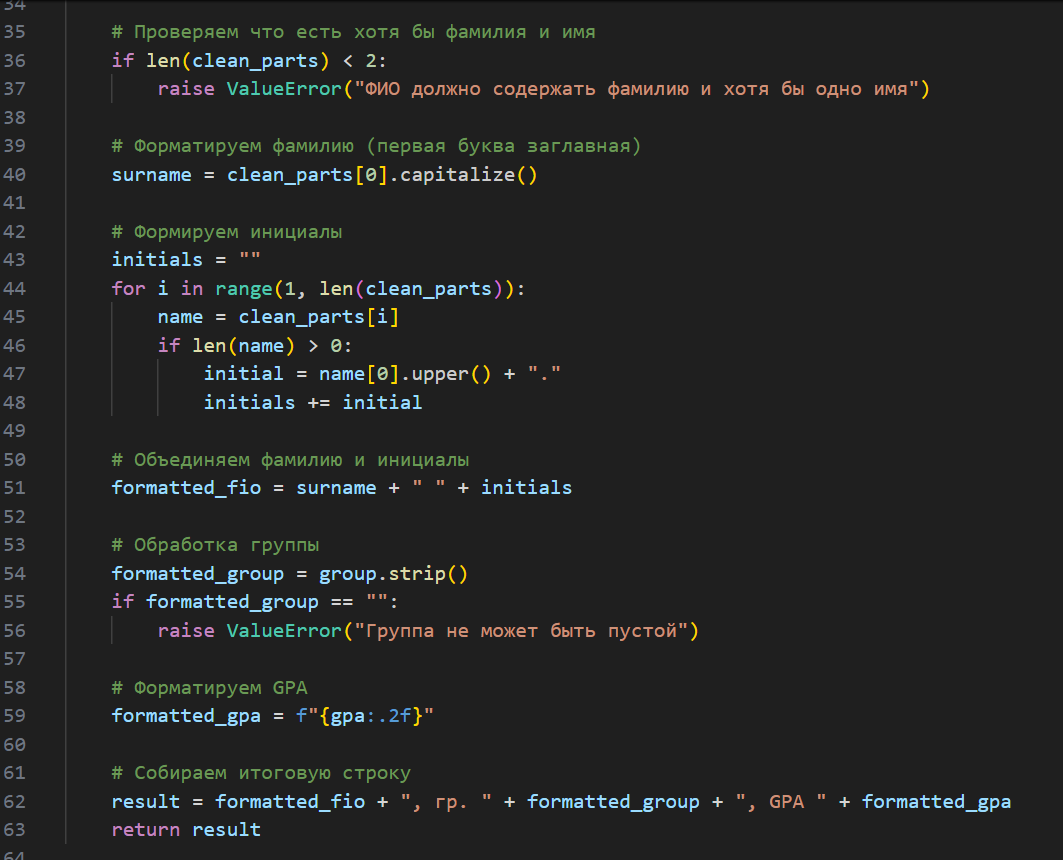 34
35 # Проверяем что есть хотя бы фамилия и имя
36 if len(clean_parts) < 2:
37     raise ValueError("ФИО должно содержать фамилию и хотя бы одно имя")
38
39 # Форматируем фамилию (первая буква заглавная)
40 surname = clean_parts[0].capitalize()
41
42 # Формируем инициалы
43 initials = ""
44 for i in range(1, len(clean_parts)):
45     name = clean_parts[i]
46     if len(name) > 0:
47         initial = name[0].upper() + "."
48         initials += initial
49
50 # Объединяем фамилию и инициалы
51 formatted_fio = surname + " " + initials
52
53 # Обработка группы
54 formatted_group = group.strip()
55 if formatted_group == "":
56     raise ValueError("Группа не может быть пустой")
57
58 # Форматируем GPA
59 formatted_gpa = f"{gpa:.2f}"
60
61 # Собираем итоговую строку
62 result = formatted_fio + ", гр. " + formatted_group + ", GPA " + formatted_gpa
63 return result
64